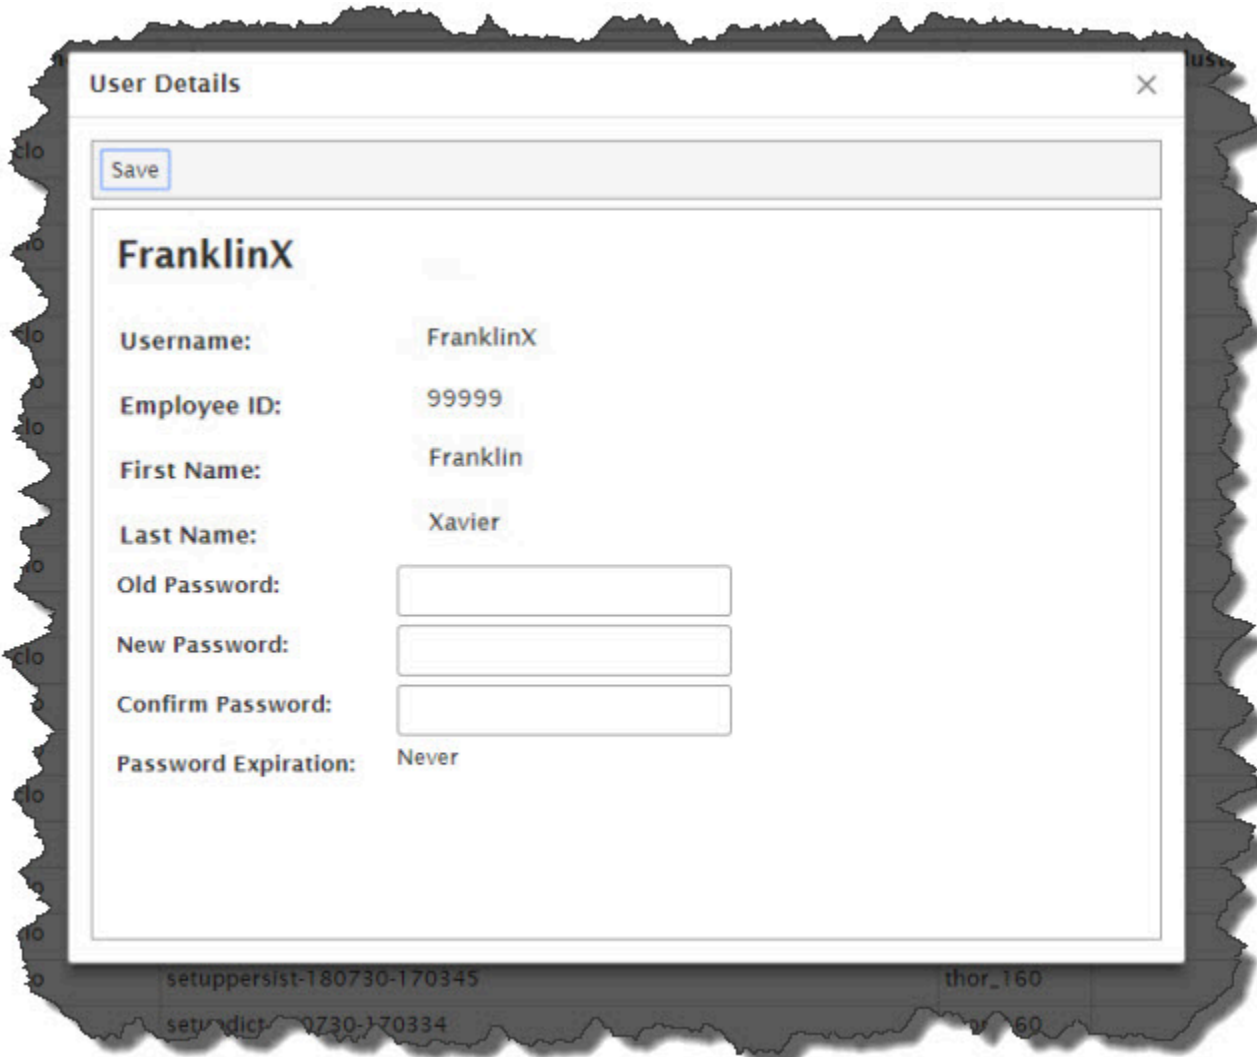 User Details
Save
FranklinX
Username: FranklinX
Employee ID: 99999
First Name: Franklin
Last Name: Xavier
Old Password:
New Password:
Confirm Password:
Password Expiration: Never
setuppersist-180730-170345 thor_160